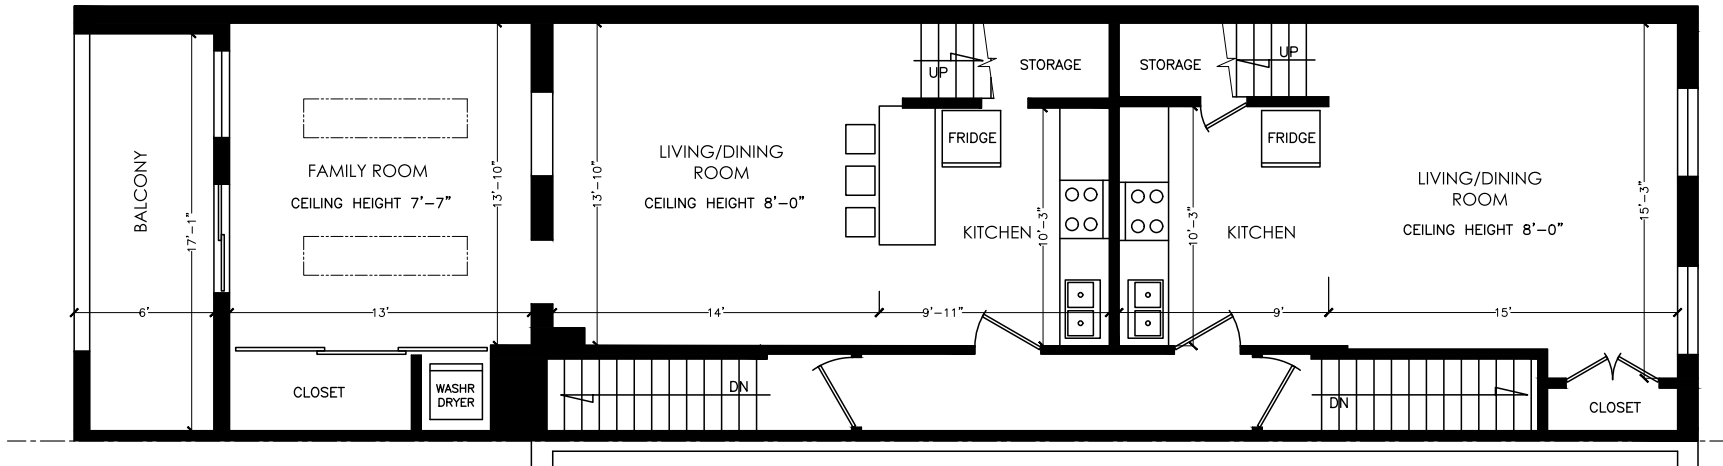 BALCONY
17'-1"
6'
FAMILY ROOM
CEILING HEIGHT 7'-7"
13'-10"
13'
CLOSET
WASHR
DRYER
13'-10"
LIVING/DINING
ROOM
CEILING HEIGHT 8'-0"
14'
DN
UP
STORAGE
FRIDGE
KITCHEN
10'-3"
9'-11"
STORAGE
UP
FRIDGE
KITCHEN
10'-3"
9'
LIVING/DINING
ROOM
CEILING HEIGHT 8'-0"
15'-3"
15'
DN
CLOSET